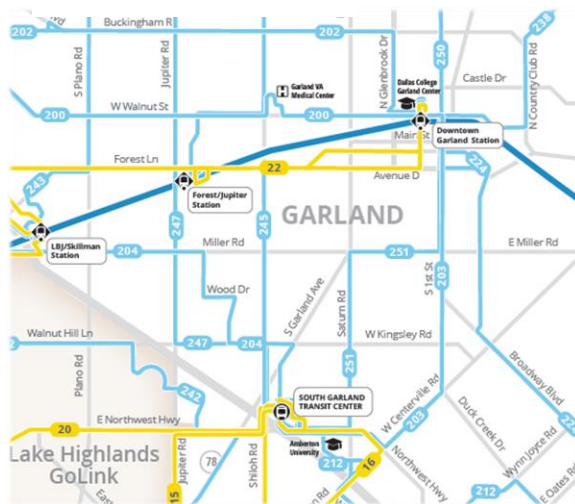 202
Buckingham R
202
238
250
S Plano Rd
Jupiter Rd
N Glenbrook Dr
Dallas College
Garland Center
Castle Dr
N Country Club Rd
Garland VA
Medical Center
W Walnut St
200
200
Main St
Downtown
Garland Station
Forest Ln
22
Avenue D
224
243
Forest/Jupiter
Station
GARLAND
247
245
LBJ/Skillman
Station
204
Miller Rd
251
E Miller Rd
203
S 1st St
Wood Dr
S Garland Ave
Saturn Rd
Walnut Hill Ln
247
204
W Kingsley Rd
251
Plano Rd
242
Broadway Blvd
SOUTH GARLAND
TRANSIT CENTER
W Centerville Rd
203
Duck Creek Dr
E Northwest Hwy
20
Amberton
University
212
16
Northwest Hwy
Wynn Joyce Rd
Lake Highlands
GoLink
Jupiter Rd
78
Shiloh Rd
15
212
E Oates R
East
n Rd